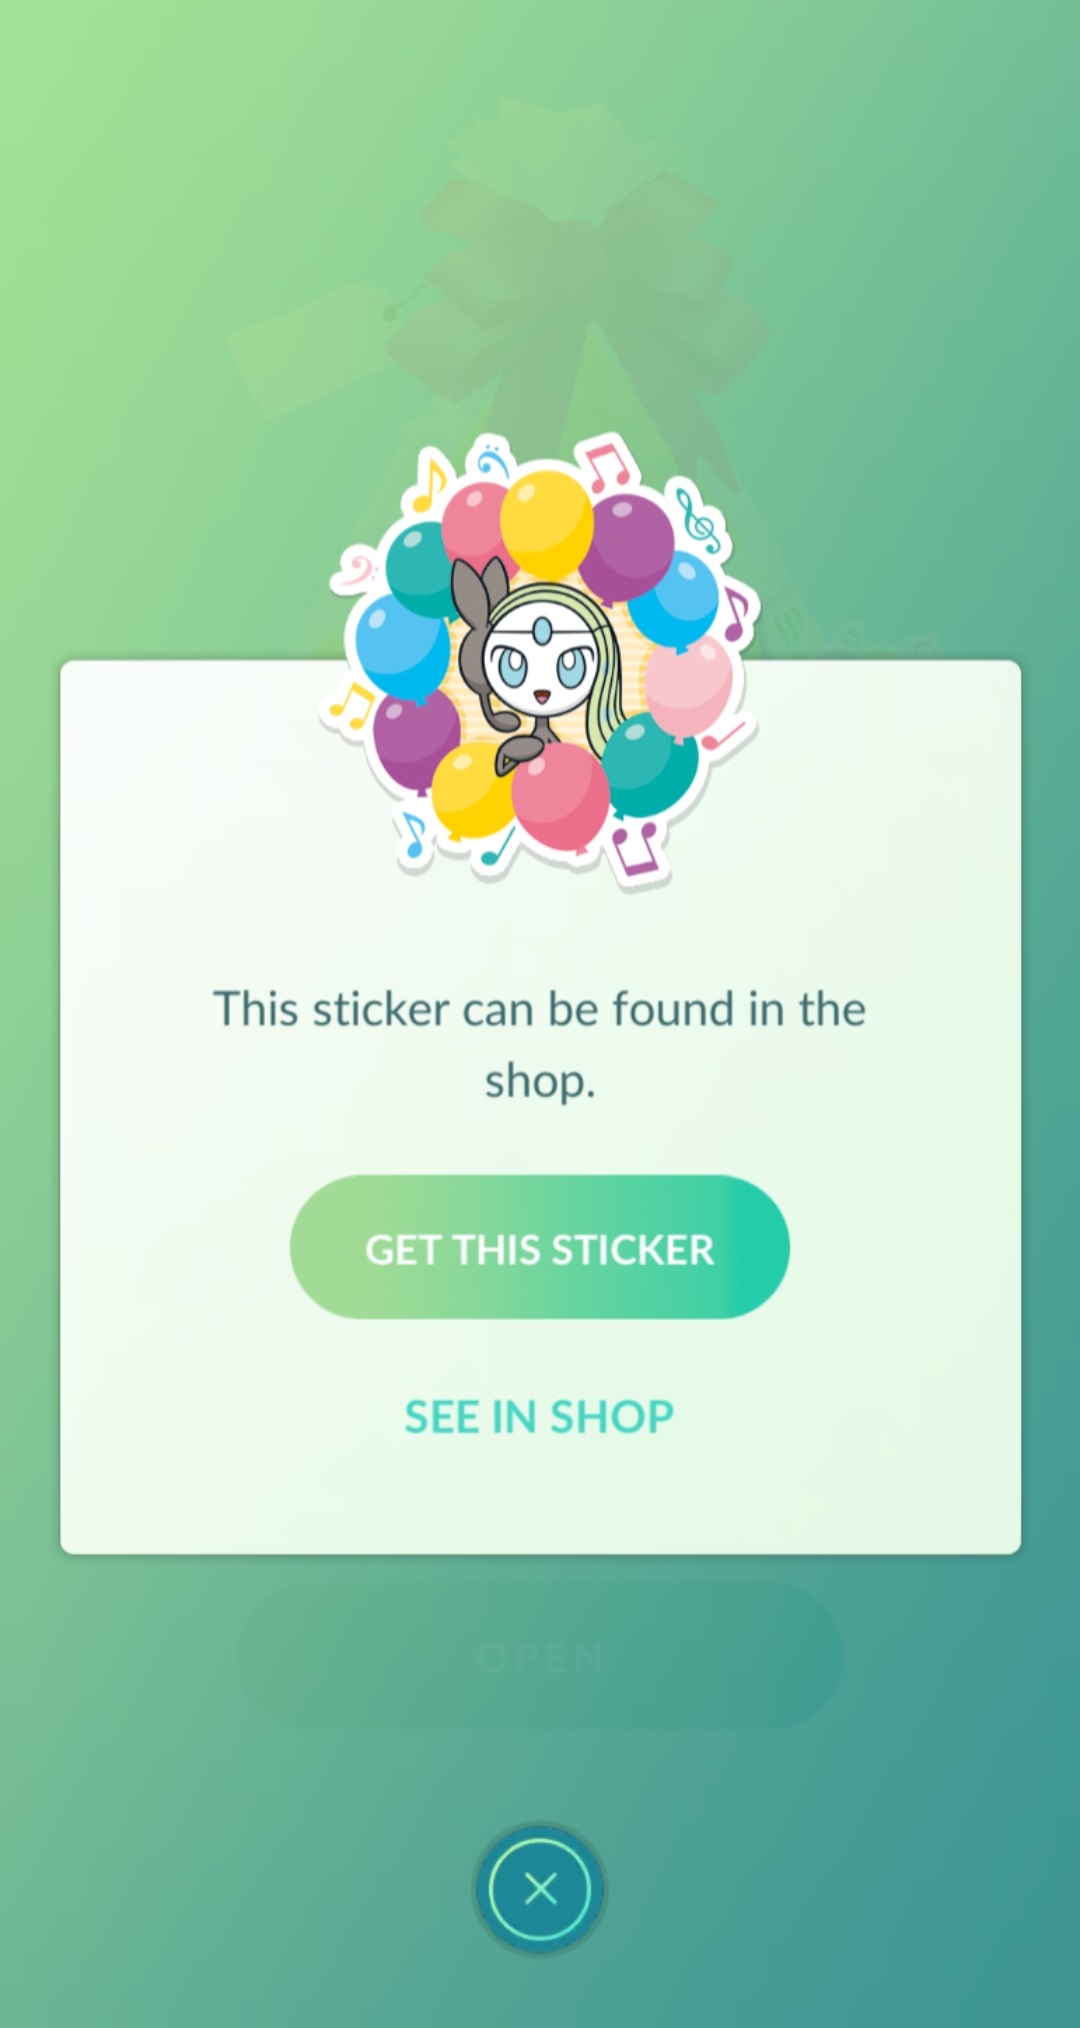 This sticker can be found in the
shop.
GET THIS STICKER
SEE IN SHOP
OPEN